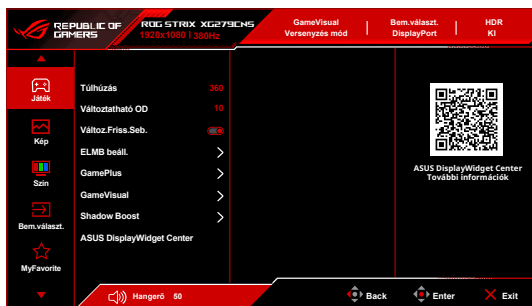 REPUBLIC OF
GAMERS
ROG STRIX XG279CNS
1920x1080 | 380Hz
GameVisual
Versenyzés mód
Bem.választ.
DisplayPort
HDR
KI
Játék
Kép
Szín
Bem.választ.
MyFavorite
Túlhúzás 360
Változtatható OD 10
Változ.Friss.Seb.
ELMB beáll.
GamePlus
GameVisual
Shadow Boost
ASUS DisplayWidget Center
ASUS DisplayWidget Center
További információk
Hangerő 50
Back
Enter
Exit